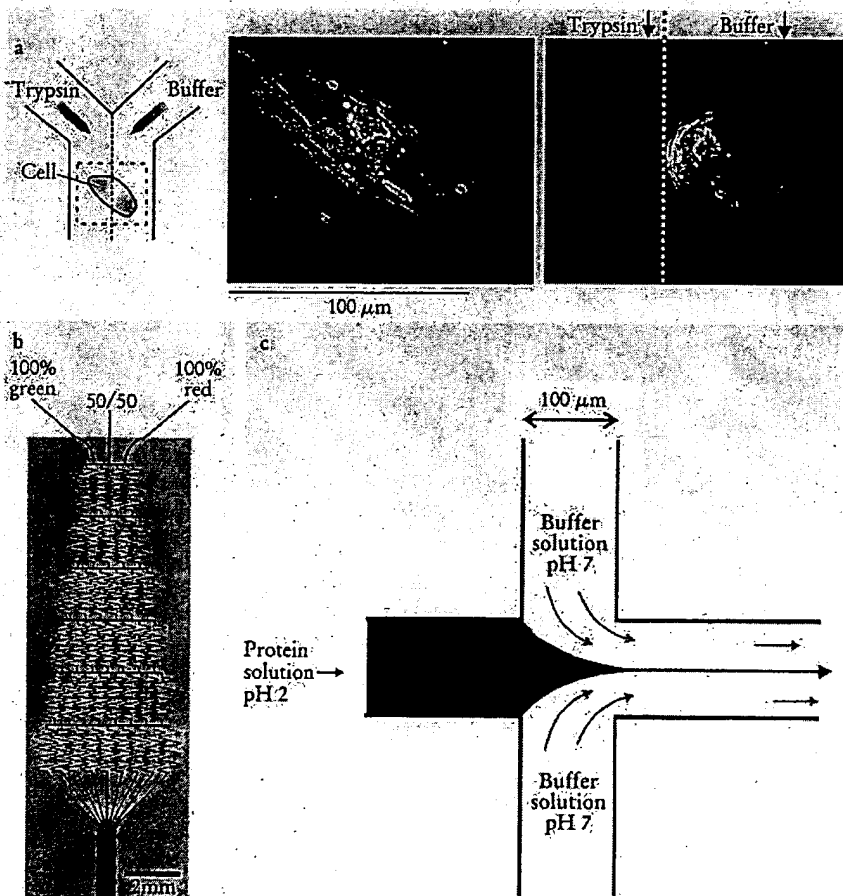 a
Trypsin
Buffer
Cell
Trypsin
Buffer
100 μm
b
100%
green
50/50
100%
red
2mm
c
100 μm
Buffer
solution
pH 7
Protein
solution
pH 2
Buffer
solution
pH 7